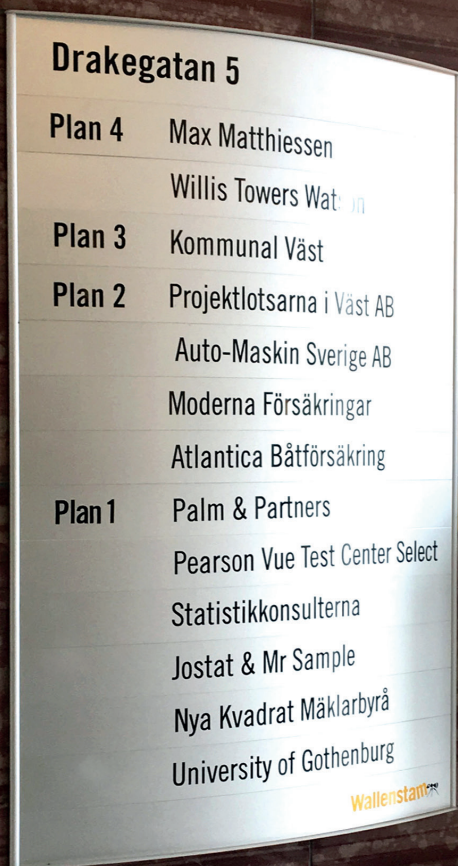 Drakegatan 5
Plan 4 Max Matthiessen
Willis Towers Watson
Plan 3 Kommunal Väst
Plan 2 Projektlotsarna i Väst AB
Auto-Maskin Sverige AB
Moderna Försäkringar
Atlantica Båtförsäkring
Plan 1 Palm & Partners
Pearson Vue Test Center Select
Statistikkonsulterna
Jostat & Mr Sample
Nya Kvadrat Mäklarbyrå
University of Gothenburg
Wallenstam